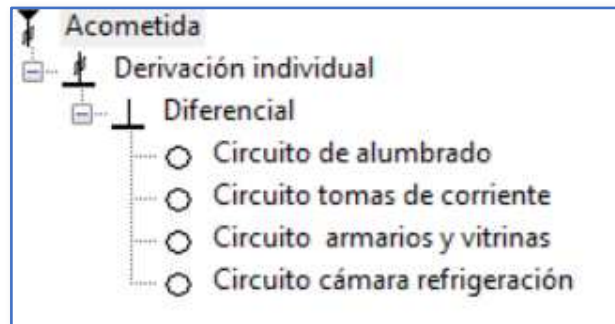 Acometida
Derivación individual
Diferencial
Circuito de alumbrado
Circuito tomas de corriente
Circuito armarios y vitrinas
Circuito cámara refrigeración